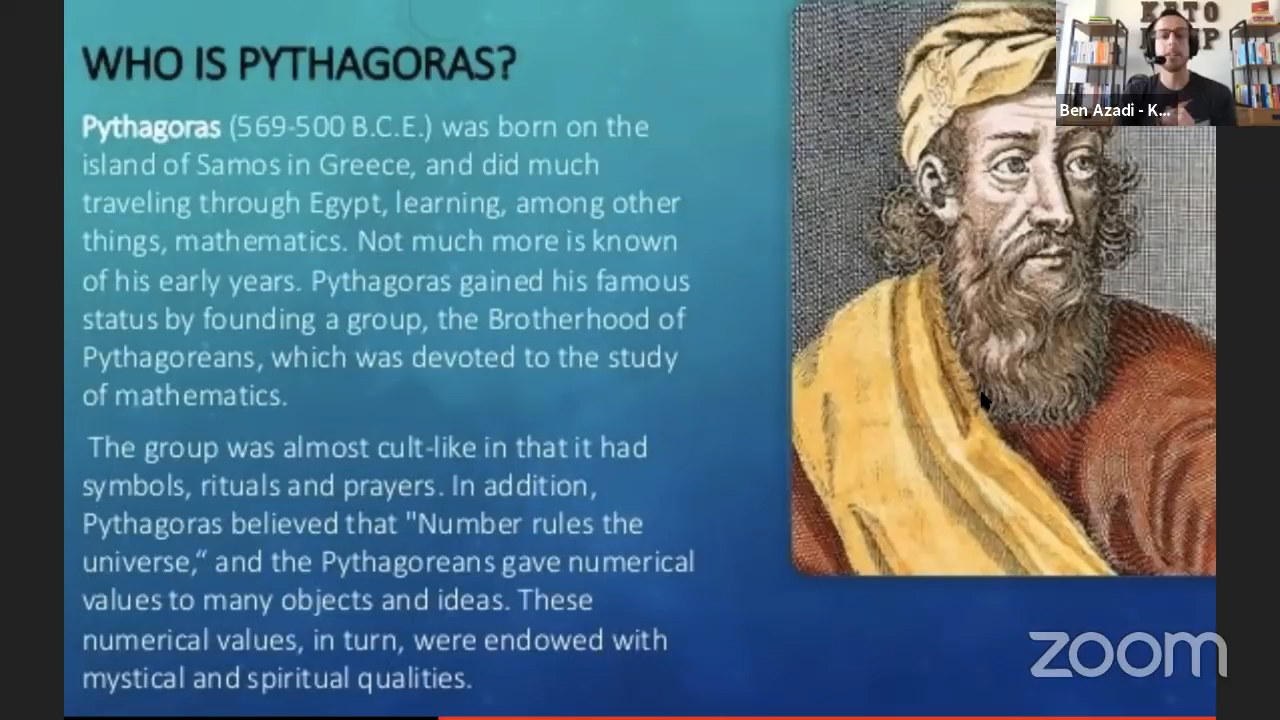 WHO IS PYTHAGORAS?
Pythagoras (569-500 B.C.E.) was born on the
island of Samos in Greece, and did much
traveling through Egypt, learning, among other
things, mathematics. Not much more is known
of his early years. Pythagoras gained his famous
status by founding a group, the Brotherhood of
Pythagoreans, which was devoted to the study
of mathematics.
The group was almost cult-like in that it had
symbols, rituals and prayers. In addition,
Pythagoras believed that "Number rules the
universe,“ and the Pythagoreans gave numerical
values to many objects and ideas. These
numerical values, in turn, were endowed with
mystical and spiritual qualities.
KETO
Ben Azadi - K...
zoom